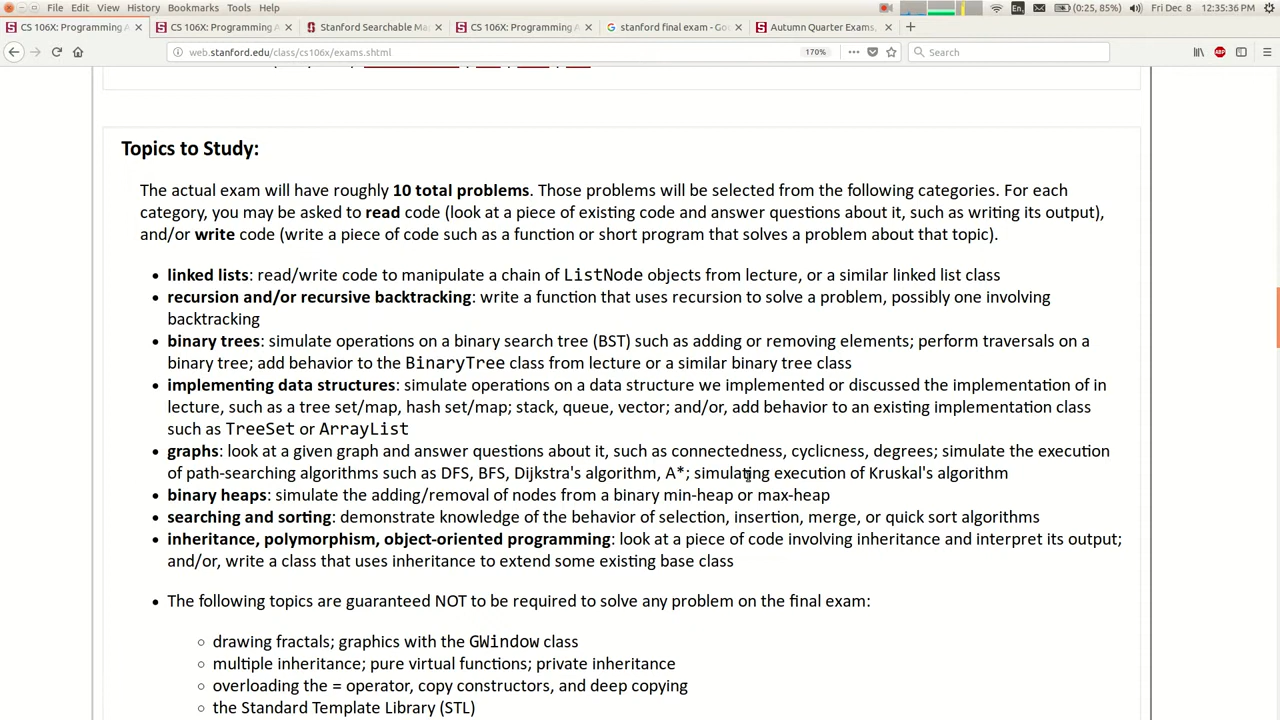 File Edit View History Bookmarks Tools Help
En (0:25, 85%) Fri Dec 8 12:35:36 PM
CS 106X: Programming A × CS 106X: Programming A × Stanford Searchable Ma × CS 106X: Programming A × stanford final exam - Go × Autumn Quarter Exams, ×
web.stanford.edu/class/cs106x/exams.shtml 170% Search
Topics to Study:
The actual exam will have roughly 10 total problems. Those problems will be selected from the following categories. For each
category, you may be asked to read code (look at a piece of existing code and answer questions about it, such as writing its output),
and/or write code (write a piece of code such as a function or short program that solves a problem about that topic).
• linked lists: read/write code to manipulate a chain of ListNode objects from lecture, or a similar linked list class
• recursion and/or recursive backtracking: write a function that uses recursion to solve a problem, possibly one involving
backtracking
• binary trees: simulate operations on a binary search tree (BST) such as adding or removing elements; perform traversals on a
binary tree; add behavior to the BinaryTree class from lecture or a similar binary tree class
• implementing data structures: simulate operations on a data structure we implemented or discussed the implementation of in
lecture, such as a tree set/map, hash set/map; stack, queue, vector; and/or, add behavior to an existing implementation class
such as TreeSet or ArrayList
• graphs: look at a given graph and answer questions about it, such as connectedness, cyclicness, degrees; simulate the execution
of path-searching algorithms such as DFS, BFS, Dijkstra's algorithm, A*; simulating execution of Kruskal's algorithm
• binary heaps: simulate the adding/removal of nodes from a binary min-heap or max-heap
• searching and sorting: demonstrate knowledge of the behavior of selection, insertion, merge, or quick sort algorithms
• inheritance, polymorphism, object-oriented programming: look at a piece of code involving inheritance and interpret its output;
and/or, write a class that uses inheritance to extend some existing base class
• The following topics are guaranteed NOT to be required to solve any problem on the final exam:
○ drawing fractals; graphics with the GWindow class
○ multiple inheritance; pure virtual functions; private inheritance
○ overloading the = operator, copy constructors, and deep copying
○ the Standard Template Library (STL)